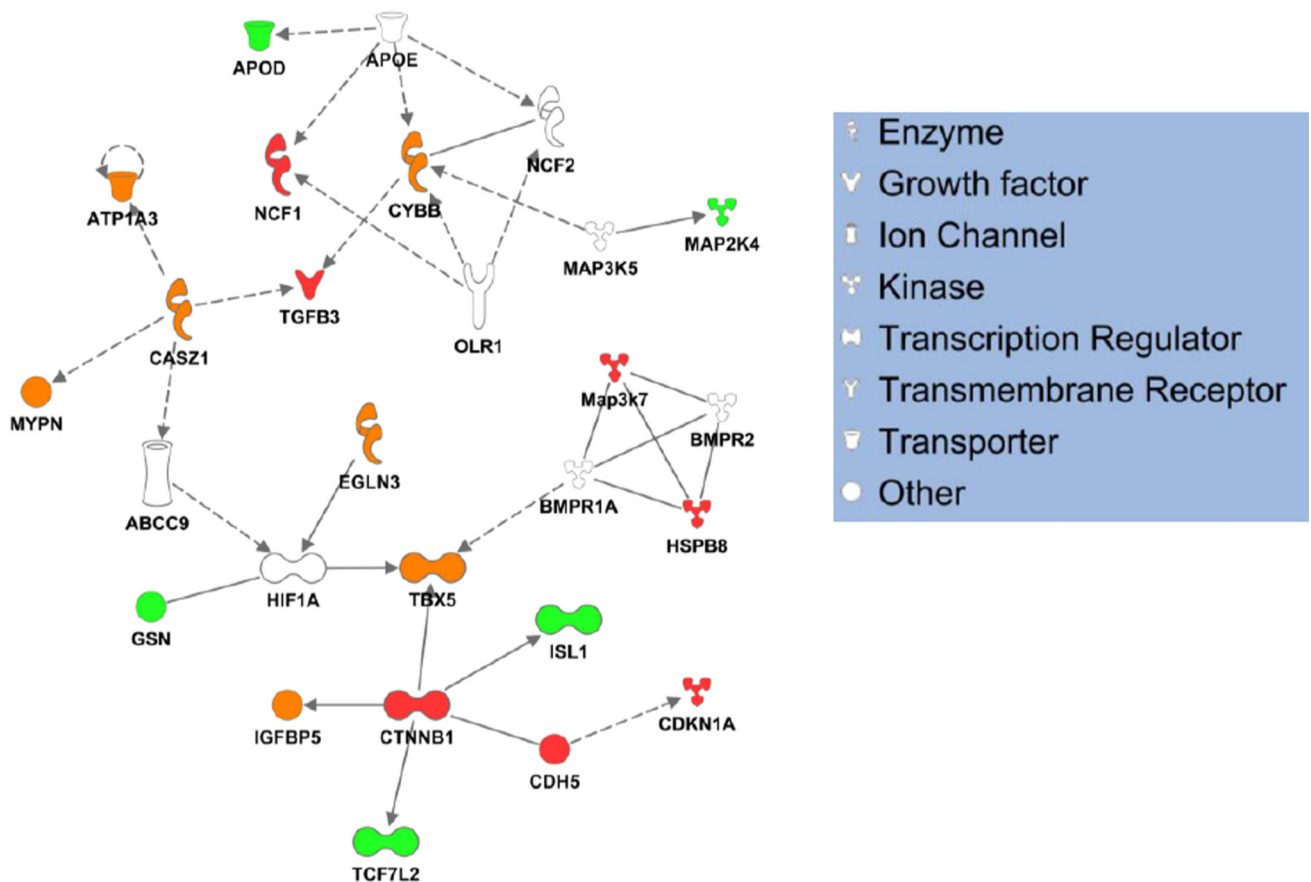 APOD
APOE
NCF2
NCF1
CYBB
ATP1A3
MAP3K5
MAP2K4
TGFB3
OLR1
CASZ1
MYPN
Map3k7
BMPR2
EGLN3
BMPR1A
ABCC9
HSPB8
HIF1A
TBX5
GSN
ISL1
IGFBP5
CTNNB1
CDKN1A
CDH5
TCF7L2
Enzyme
Growth factor
Ion Channel
Kinase
Transcription Regulator
Transmembrane Receptor
Transporter
Other